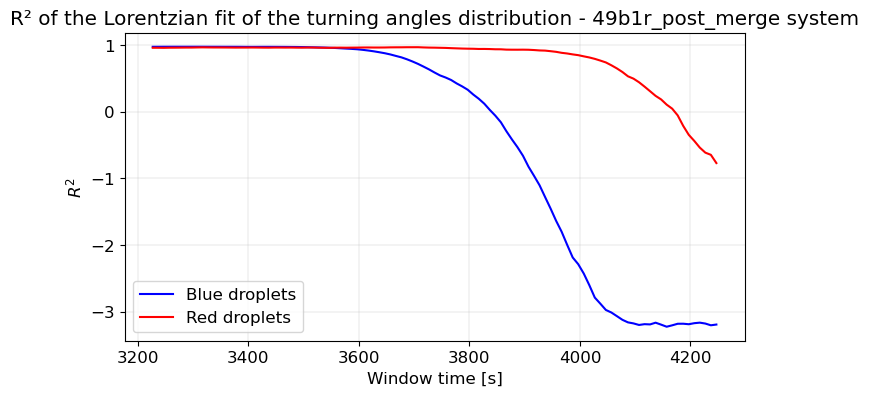 R² of the Lorentzian fit of the turning angles distribution - 49b1r_post_merge system
1
0
−1
−2
−3
R²
Blue droplets
Red droplets
3200 3400 3600 3800 4000 4200
Window time [s]